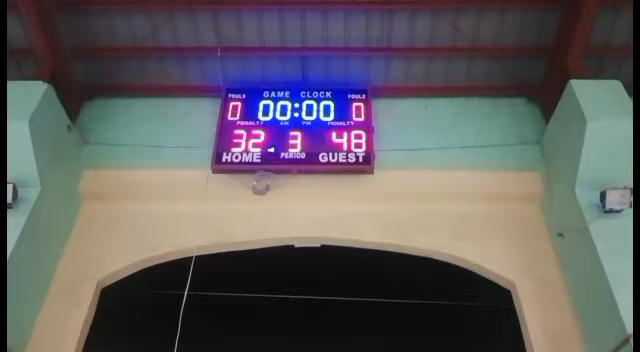 GAME CLOCK
FOULS 0 00:00 FOULS 0
PENALTY AM PM PENALTY
32 3 48
HOME PERIOD GUEST